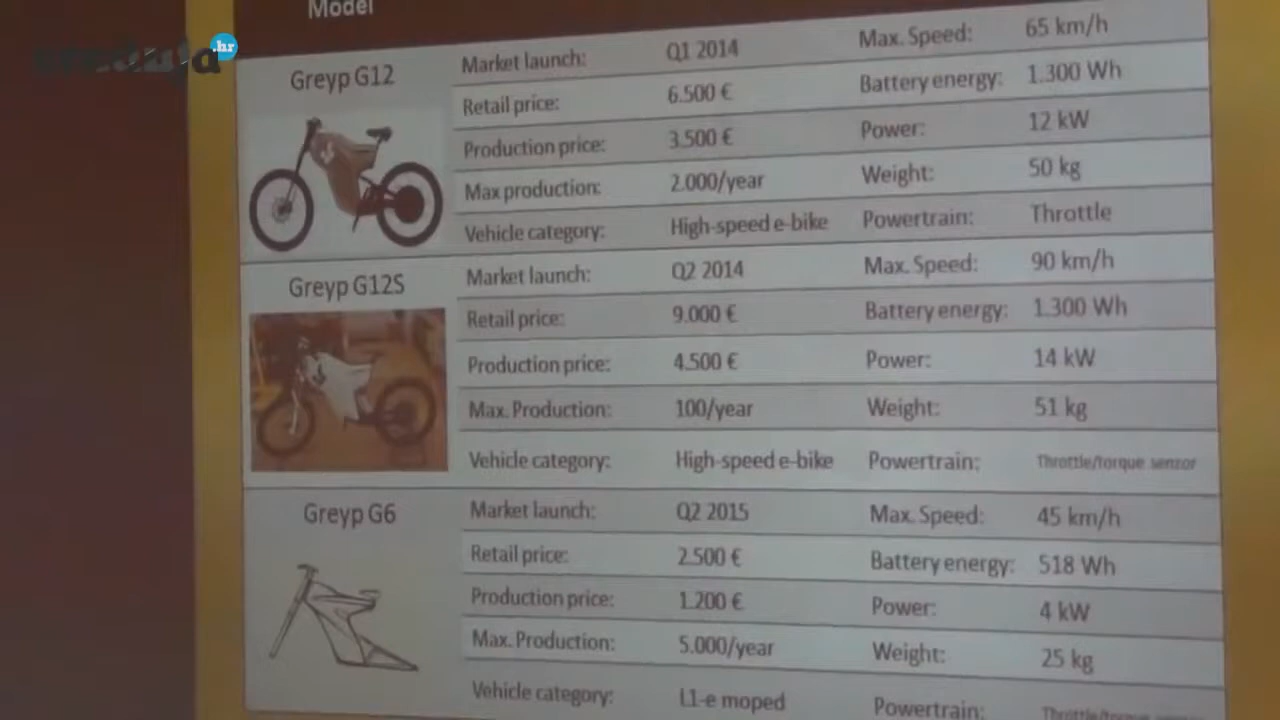 Model
.hr
Greyp G12
Market launch: Q1 2014 Max. Speed: 65 km/h
Retail price: 6.500 € Battery energy: 1.300 Wh
Production price: 3.500 € Power: 12 kW
Max production: 2.000/year Weight: 50 kg
Vehicle category: High-speed e-bike Powertrain: Throttle
Greyp G12S
Market launch: Q2 2014 Max. Speed: 90 km/h
Retail price: 9.000 € Battery energy: 1.300 Wh
Production price: 4.500 € Power: 14 kW
Max. Production: 100/year Weight: 51 kg
Vehicle category: High-speed e-bike Powertrain: Throttle/torque senzor
Greyp G6
Market launch: Q2 2015 Max. Speed: 45 km/h
Retail price: 2.500 € Battery energy: 518 Wh
Production price: 1.200 € Power: 4 kW
Max. Production: 5.000/year Weight: 25 kg
Vehicle category: L1-e moped Powertrain: Throttle/torque